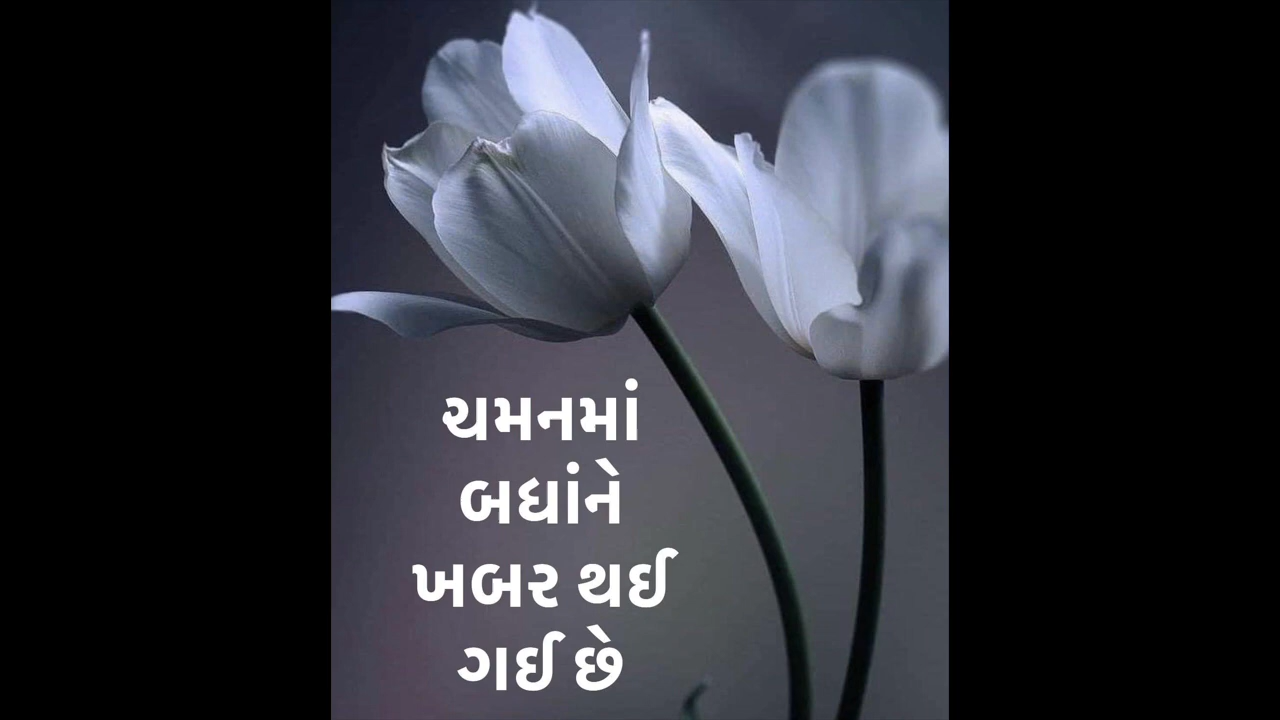 ચમનમાં
બધાંને
ખબર થઈ
ગઈ છે